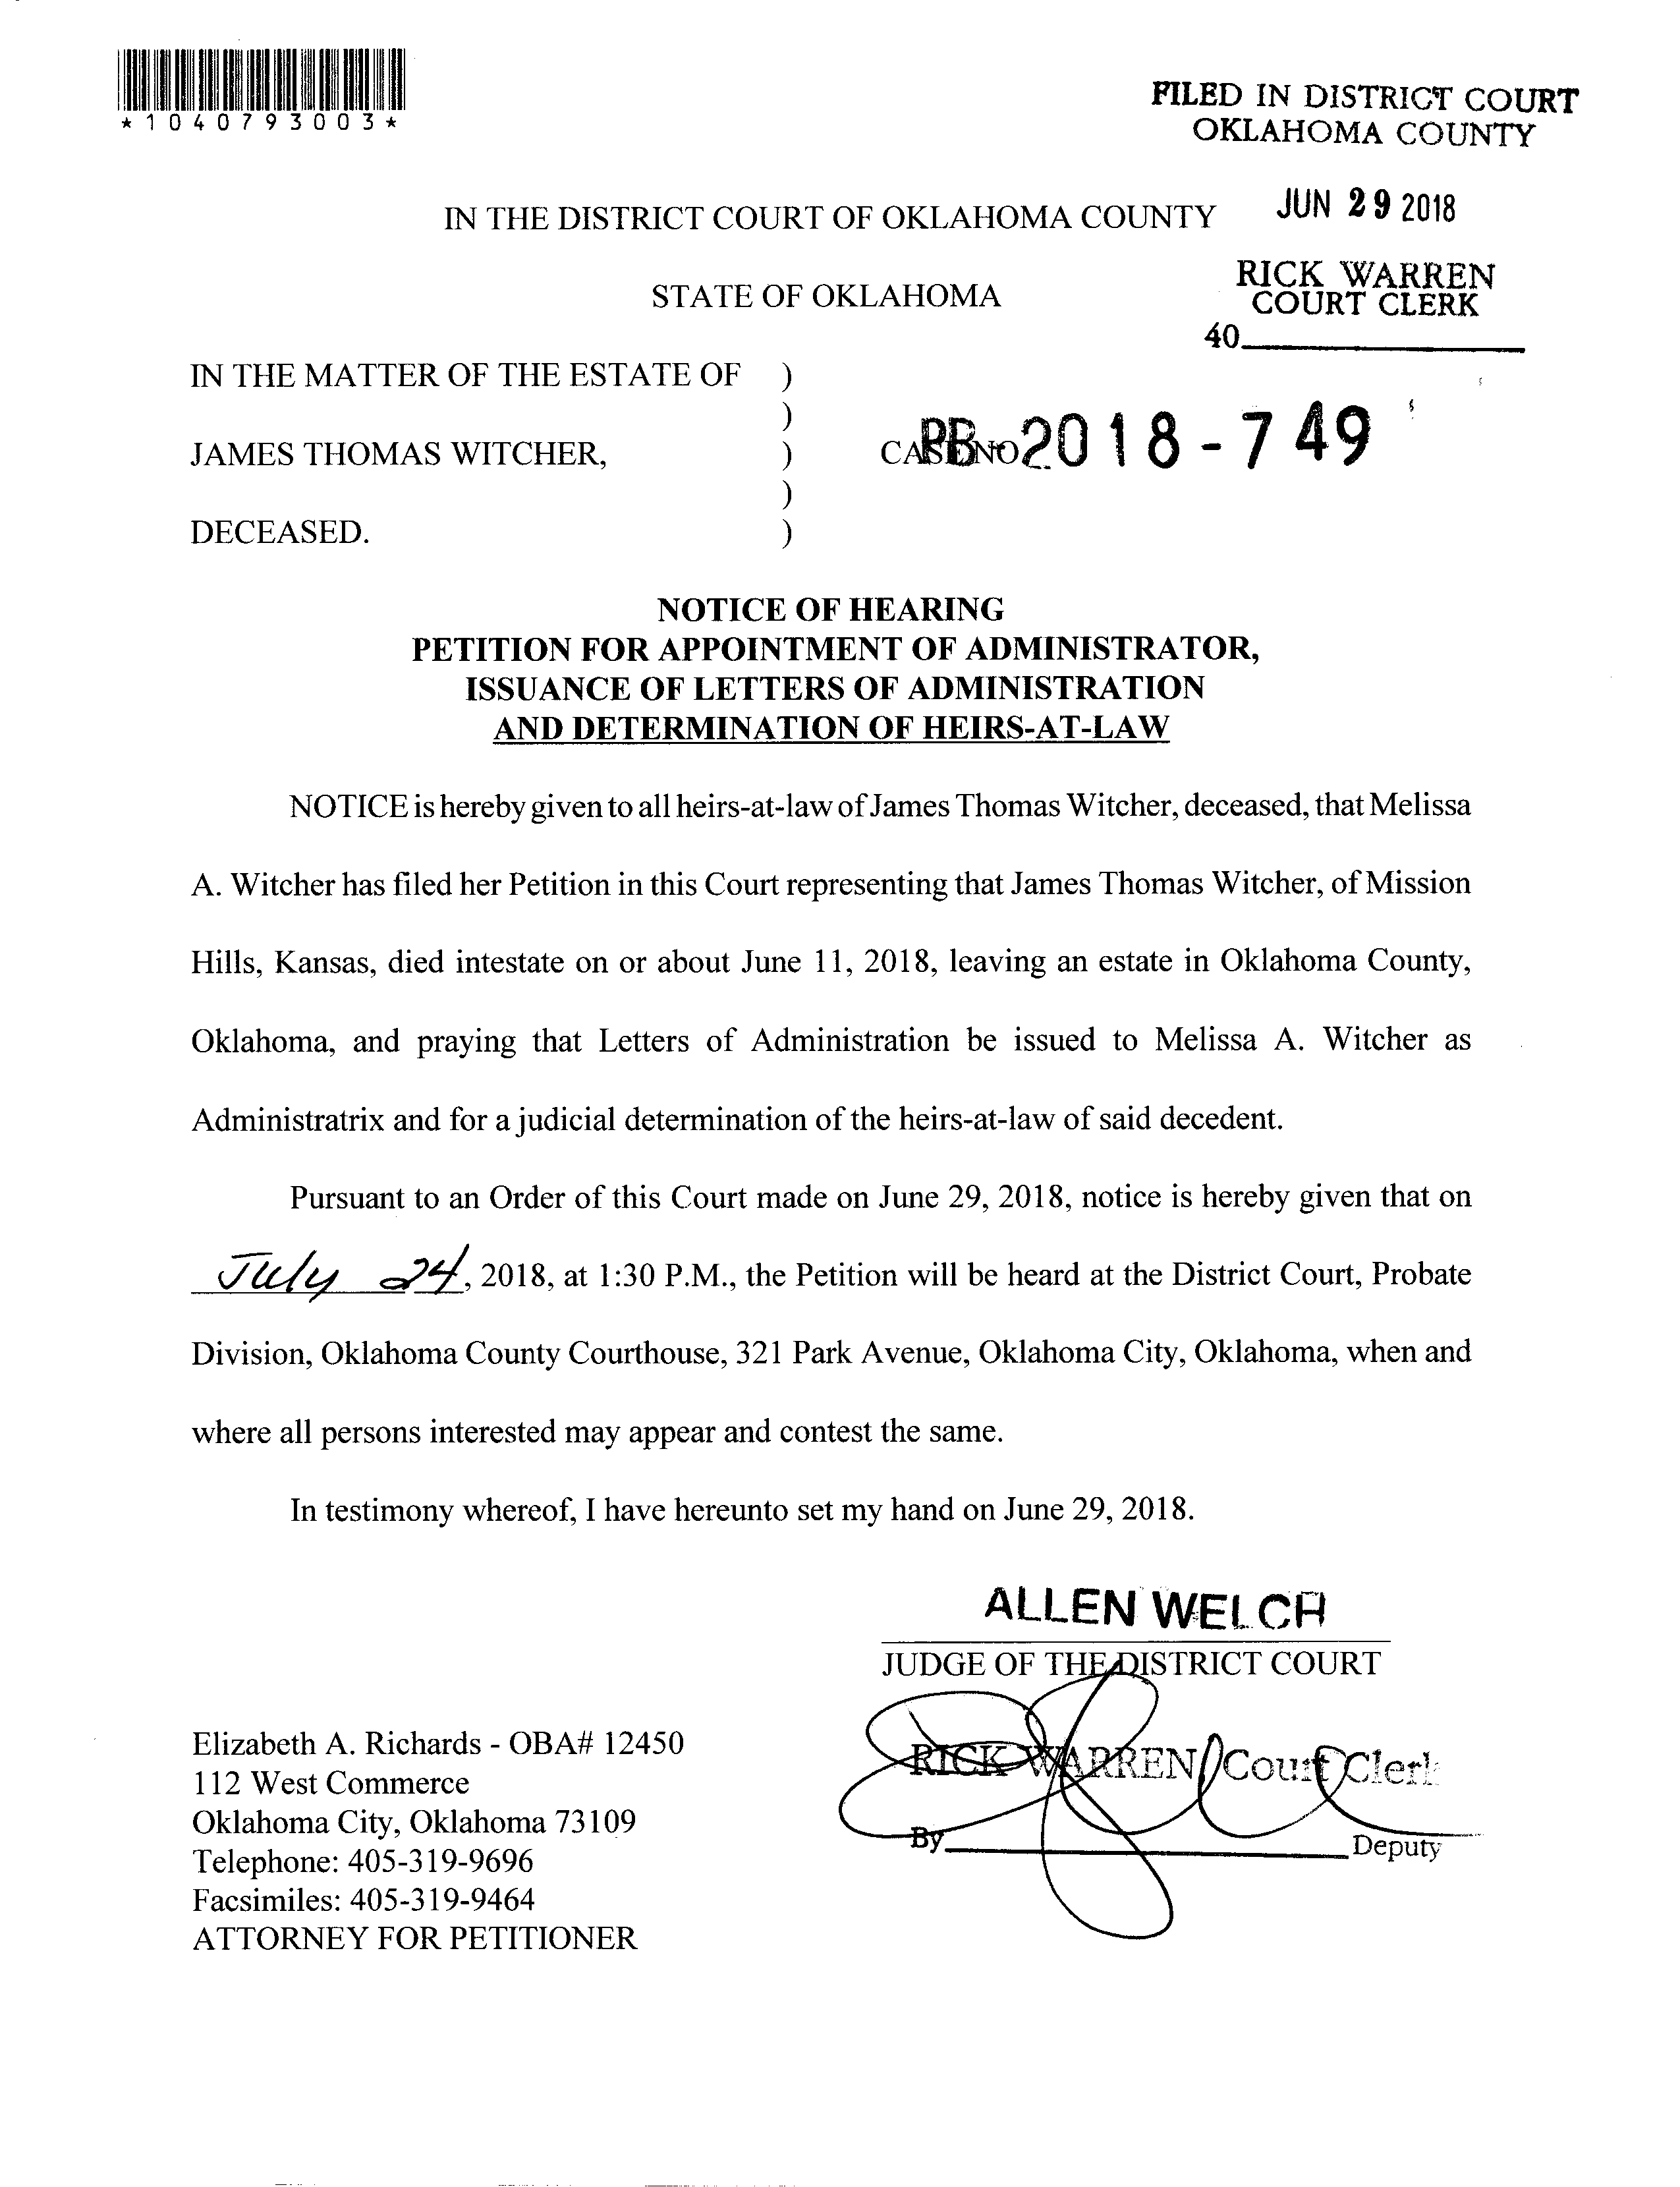 *1040793003*
FILED IN DISTRICT COURT
OKLAHOMA COUNTY
JUN 29 2018
IN THE DISTRICT COURT OF OKLAHOMA COUNTY
STATE OF OKLAHOMA
RICK WARREN
COURT CLERK
40
IN THE MATTER OF THE ESTATE OF )
)
JAMES THOMAS WITCHER, ) CASE NO. PB 2018-749
)
DECEASED. )
NOTICE OF HEARING
PETITION FOR APPOINTMENT OF ADMINISTRATOR,
ISSUANCE OF LETTERS OF ADMINISTRATION
AND DETERMINATION OF HEIRS-AT-LAW
NOTICE is hereby given to all heirs-at-law of James Thomas Witcher, deceased, that Melissa
A. Witcher has filed her Petition in this Court representing that James Thomas Witcher, of Mission
Hills, Kansas, died intestate on or about June 11, 2018, leaving an estate in Oklahoma County,
Oklahoma, and praying that Letters of Administration be issued to Melissa A. Witcher as
Administratrix and for a judicial determination of the heirs-at-law of said decedent.
Pursuant to an Order of this Court made on June 29, 2018, notice is hereby given that on
July 24, 2018, at 1:30 P.M., the Petition will be heard at the District Court, Probate
Division, Oklahoma County Courthouse, 321 Park Avenue, Oklahoma City, Oklahoma, when and
where all persons interested may appear and contest the same.
In testimony whereof, I have hereunto set my hand on June 29, 2018.
ALLEN WELCH
JUDGE OF THE DISTRICT COURT
RICK WARREN, Court Clerk
By Deputy
Elizabeth A. Richards - OBA# 12450
112 West Commerce
Oklahoma City, Oklahoma 73109
Telephone: 405-319-9696
Facsimiles: 405-319-9464
ATTORNEY FOR PETITIONER